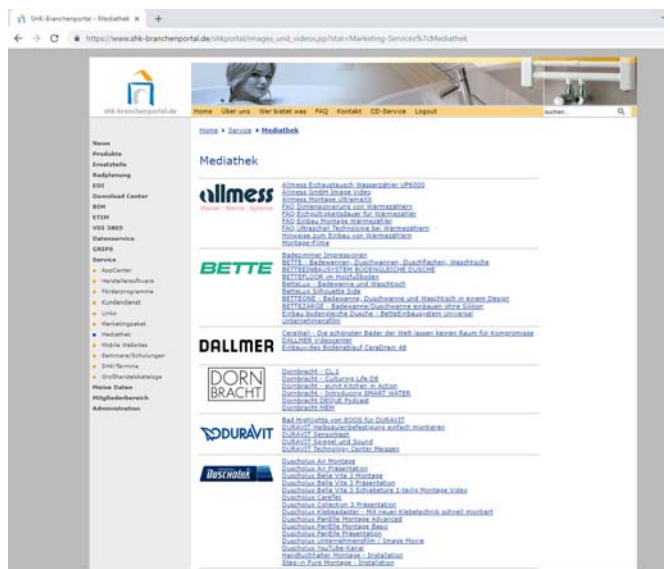 SHK-Branchenportal - Mediathek
https://www.shk-branchenportal.de/shkportal/images_und_videos.jsp?stat=Marketing-Services%7cMediathek
shk-branchenportal.de
Home Über uns Wer bietet was FAQ Kontakt CD-Service Logout
suchen...
Home Service Mediathek
News
Produkte
Ersatzteile
Badplanung
EDI
Download Center
BIM
ETIM
VDI 3805
Datenservice
GRIPS
Service
AppCenter
Herstellersoftware
Förderprogramme
Kundendienst
Links
Marketingpaket
Mediathek
Mobile Websites
Seminare/Schulungen
SHK-Termine
Großhandelskataloge
Meine Daten
Mitgliederbereich
Administration
Mediathek
allmess
Wasser | Wärme | Systeme
Allmess Eichaustausch Wasserzähler UP6000
Allmess GmbH Image Video
Allmess Montage ultramaXX
FAQ Dimensionierung von Wärmezählern
FAQ Eichgültigkeitsdauer für Wärmezähler
FAQ Einbau Montage Wärmezähler
FAQ Ultraschall Technologie bei Wärmezählern
Hinweise zum Einbau von Wärmezählern
Montage-Filme
BETTE
Badezimmer Impressionen
BETTE - Badewannen, Duschwannen, Duschflächen, Waschtische
BETTEEINBAUSYSTEM BODENGLEICHE DUSCHE
BETTEFLOOR im Holzfußboden
BetteLux - Badewanne und Waschtisch
BetteLux Silhouette Side
BETTEONE - Badewanne, Duschwanne und Waschtisch in einem Design
BETTEZARGE - Badewanne/Duschwanne einbauen ohne Silikon
Einbau bodengleiche Dusche - BetteEinbausystem Universal
Unternehmensfilm
DALLMER
CeraWall - Die schönsten Bäder der Welt lassen keinen Raum für Kompromisse
DALLMER Videocenter
Einbauvideo Bodenablauf CeraDrain A8
DORN
BRACHT
Dornbracht - CL.1
Dornbracht - Culturing Life DE
Dornbracht - eUnit Kitchen in Action
Dornbracht - Introducing SMART WATER
Dornbracht DEQUE Podcast
Dornbracht MEM
DURAVIT
Bad Highlights von EOOS für DURAVIT
DURAVIT Halbsäulenbefestigung einfach montieren
DURAVIT SensoWash
DURAVIT Spiegel und Sound
DURAVIT Technology Center Meissen
DUSCHOLUX
Duscholux Air Montage
Duscholux Air Präsentation
Duscholux Bella Vita 3 Montage
Duscholux Bella Vita 3 Präsentation
Duscholux Bella Vita 3 Schiebetüre 1-teilig Montage Video
Duscholux CareTec
Duscholux Collection 3 Präsentation
Duscholux Klebeadapter - Mit neuer Klebetechnik schnell montiert
Duscholux PanElle Montage Advanced
Duscholux PanElle Montage Basic
Duscholux PanElle Präsentation
Duscholux Unternehmensfilm / Image Movie
Duscholux YouTube-Kanal
Handtuchhalter Montage - Installation
Step-in Pure Montage - Installation